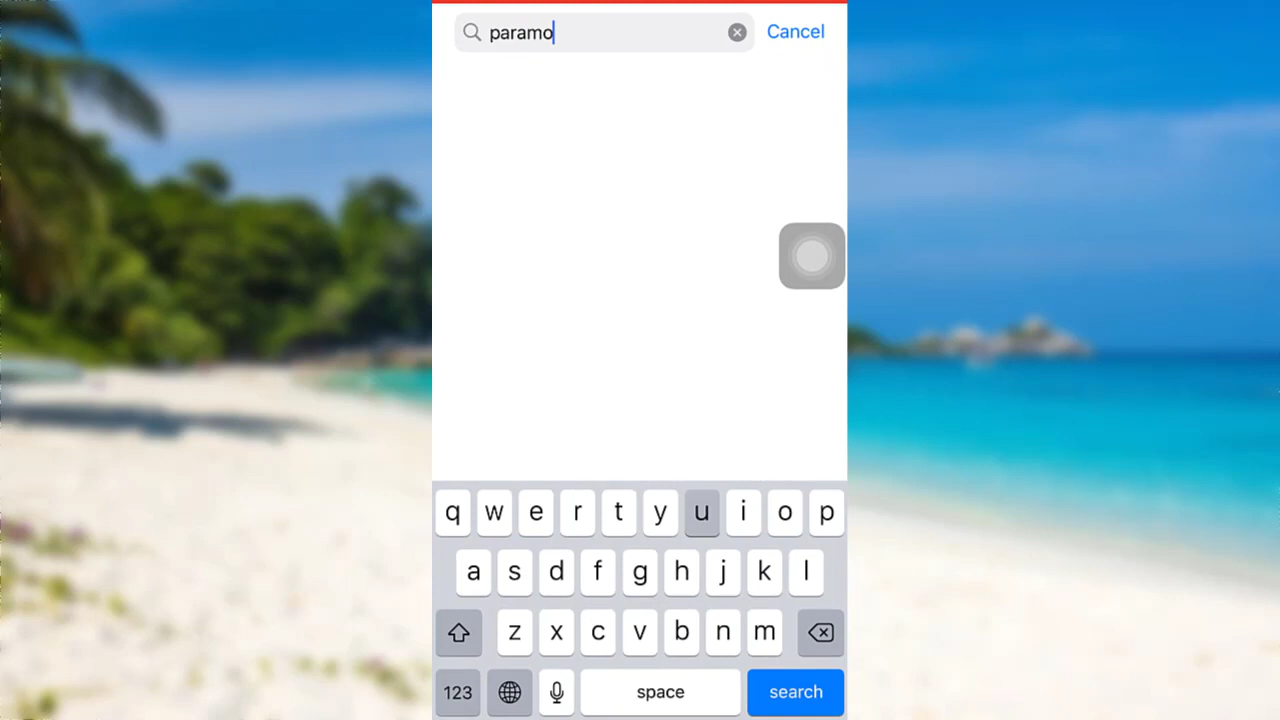 paramo
Cancel
q w e r t y u i o p
a s d f g h j k l
z x c v b n m
123 space search